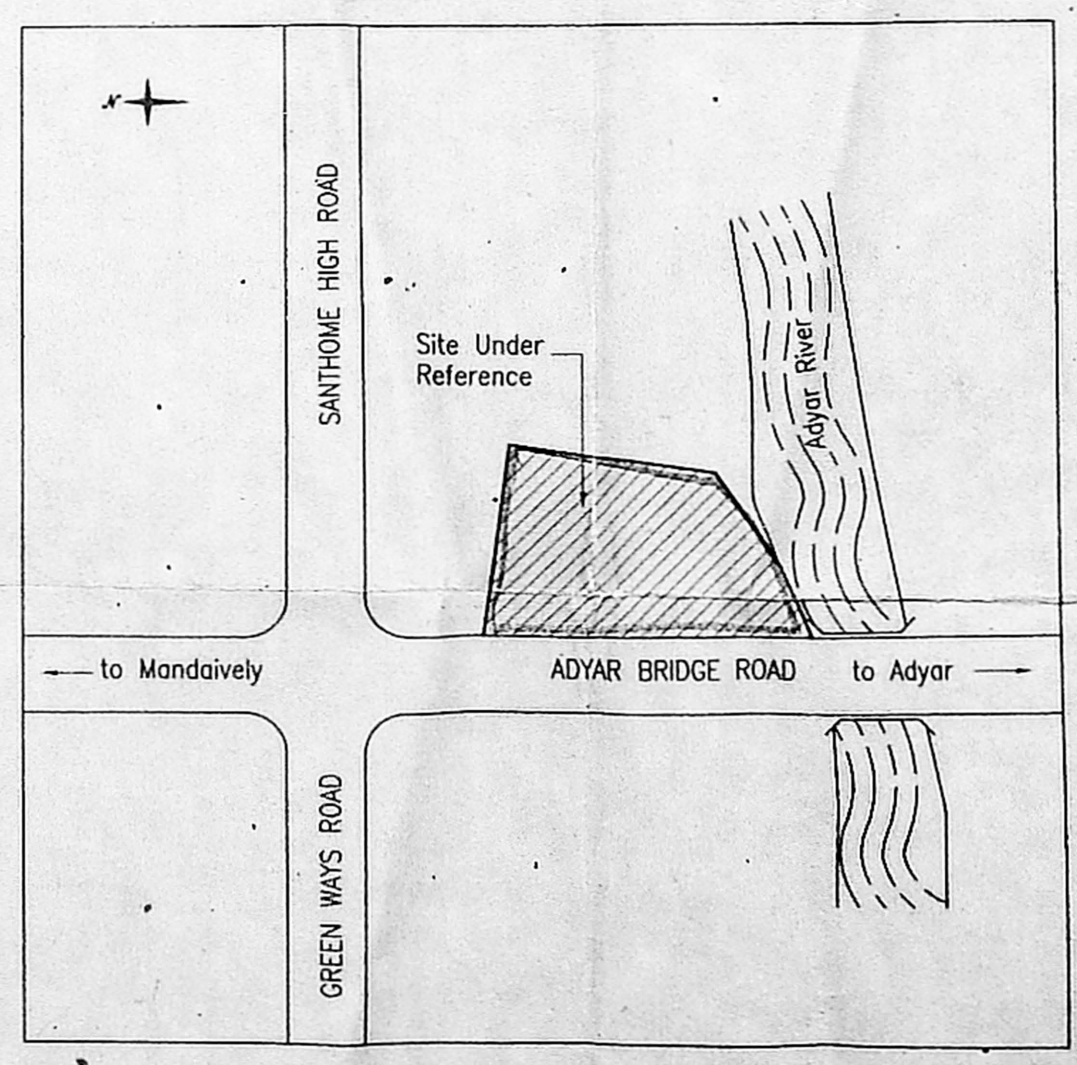 N
SANTHOME HIGH ROAD
Site Under
Reference
Adyar River
to Mandaively
ADYAR BRIDGE ROAD
to Adyar
GREEN WAYS ROAD